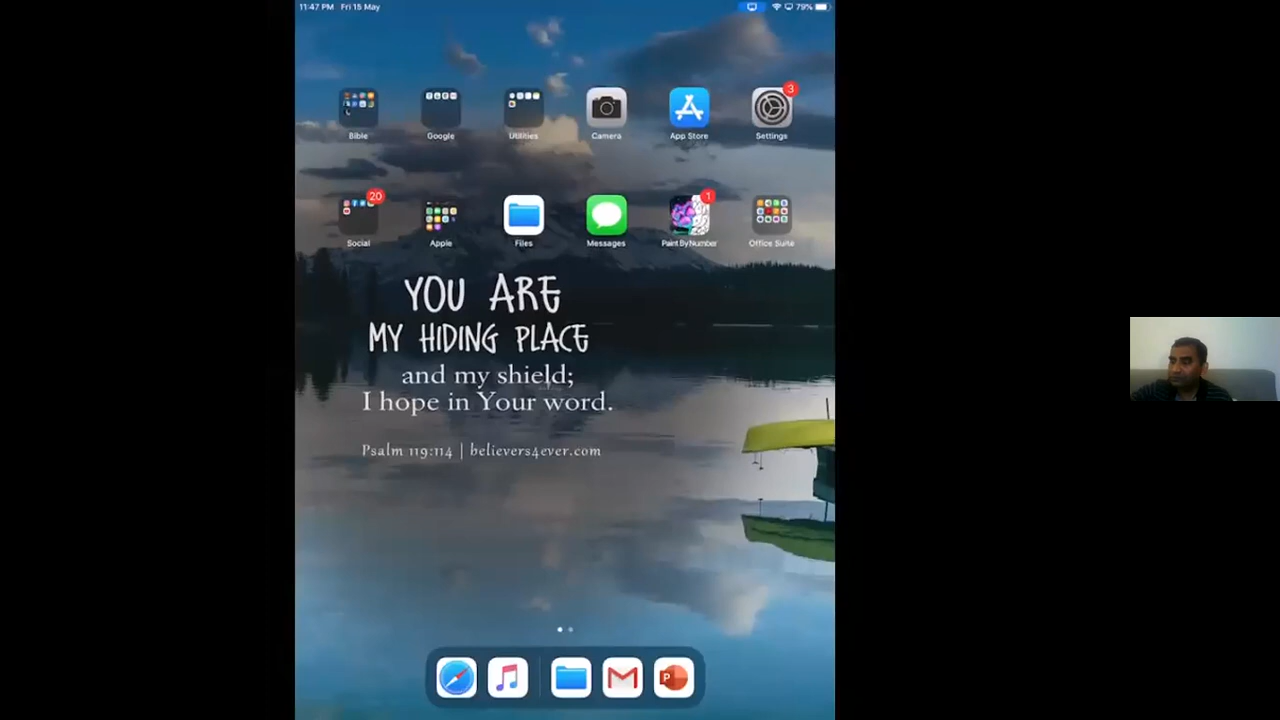 11:47 PM Fri 15 May
79%
3
Bible Google Utilities Camera App Store Settings
20 1
Social Apple Files Messages Paint By Number Office Suite
YOU ARE
MY HIDING PLACE
and my shield;
I hope in Your word.
Psalm 119:114 | believers4ever.com
P